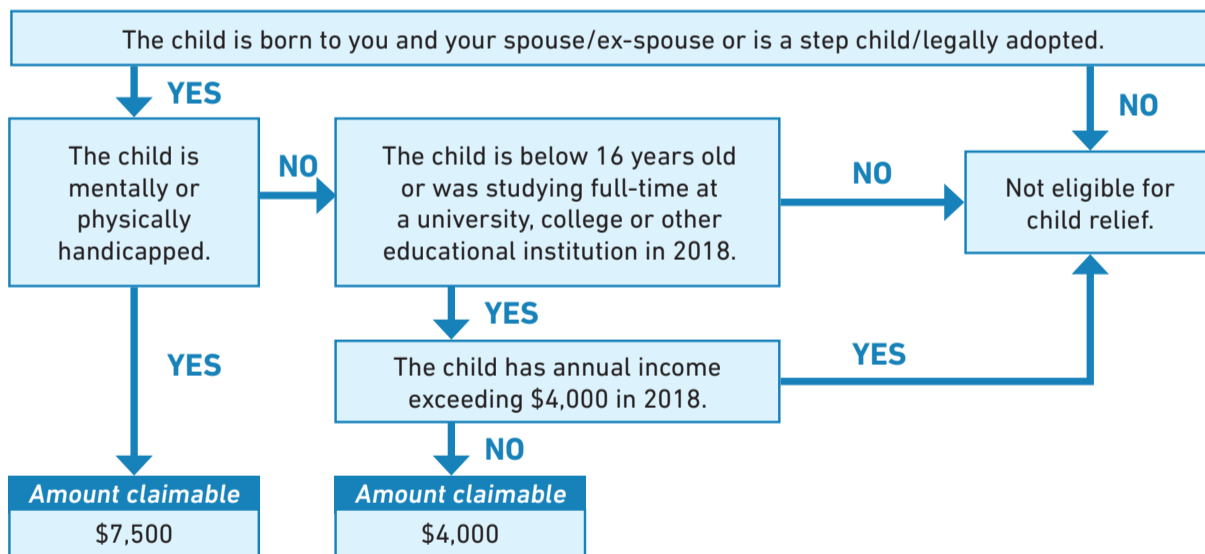 The child is born to you and your spouse/ex-spouse or is a step child/legally adopted.
YES
NO
The child is
mentally or
physically
handicapped.
NO
The child is below 16 years old
or was studying full-time at
a university, college or other
educational institution in 2018.
NO
Not eligible for
child relief.
YES
YES
The child has annual income
exceeding $4,000 in 2018.
YES
NO
Amount claimable
$7,500
Amount claimable
$4,000